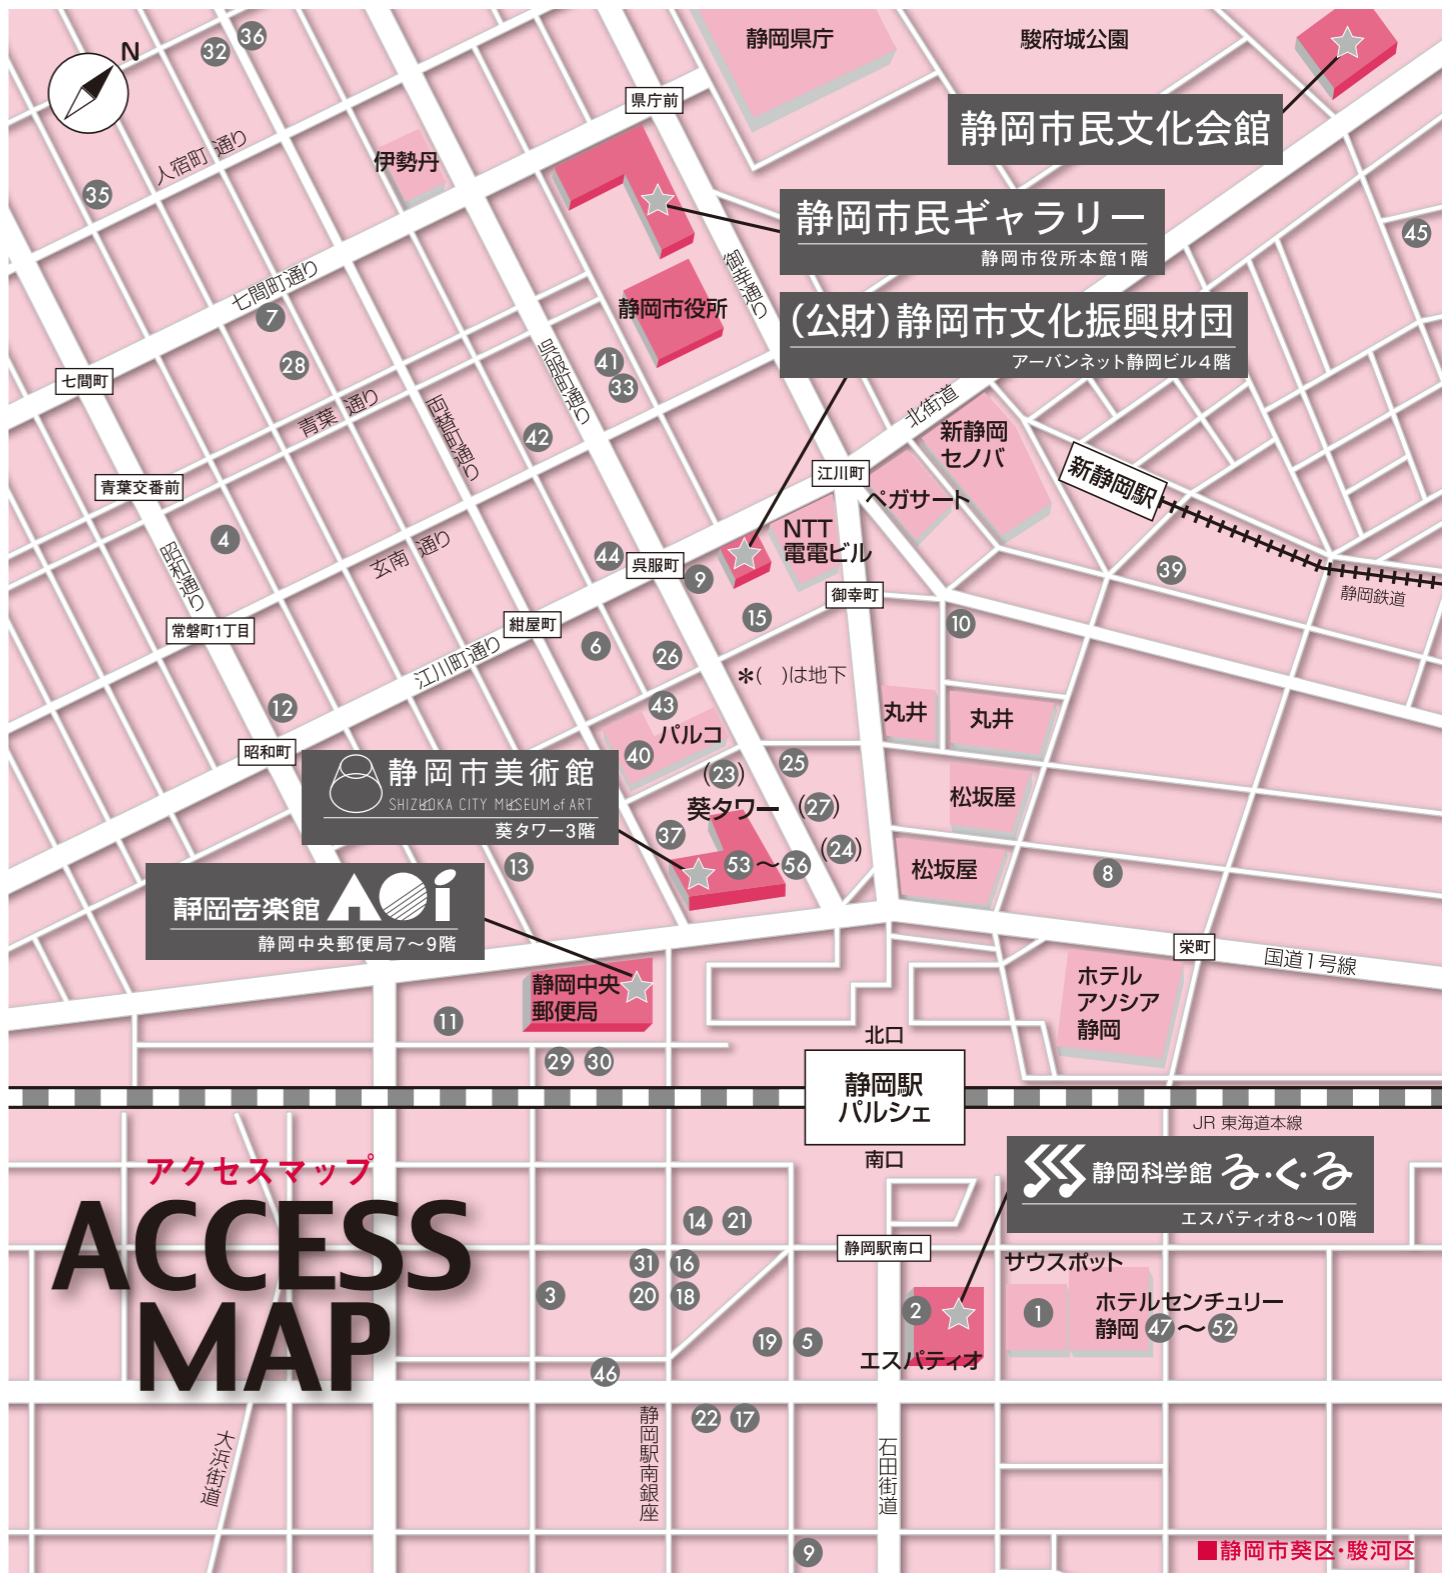 N
32
36
静岡県庁
駿府城公園
静岡市民文化会館
県庁前
人宿町 通り
伊勢丹
35
静岡市民ギャラリー
静岡市役所本館1階
45
七間町通り
御幸通り
7
静岡市役所
(公財)静岡市文化振興財団
アーバンネット静岡ビル4階
七間町
28
呉服町通り
41
33
青葉 通り
両替町通り
42
北街道
新静岡
セノバ
新静岡駅
江川町
ペガサート
青葉交番前
4
昭和通り
玄南 通り
44
呉服町
9
NTT
電電ビル
39
静岡鉄道
御幸町
15
10
常磐町1丁目
紺屋町
江川町通り
6
26
*( )は地下
12
昭和町
43
パルコ
40
丸井
丸井
静岡市美術館
SHIZUOKA CITY MUSEUM of ART
葵タワー3階
(23)
25
葵タワー
(27)
松坂屋
37
53～56
(24)
松坂屋
8
13
静岡音楽館 AOi
静岡中央郵便局7～9階
栄町
国道1号線
静岡中央
郵便局
ホテル
アソシア
静岡
11
29
30
北口
静岡駅
パルシェ
南口
JR 東海道本線
アクセスマップ
ACCESS
MAP
静岡科学館 る・く・る
エスパティオ8～10階
14
21
静岡駅南口
31
16
サウスポット
3
20
18
2
1
ホテルセンチュリー
静岡 47～52
19
5
エスパティオ
46
22
17
静岡駅南銀座
石田街道
大浜街道
9
■静岡市葵区・駿河区